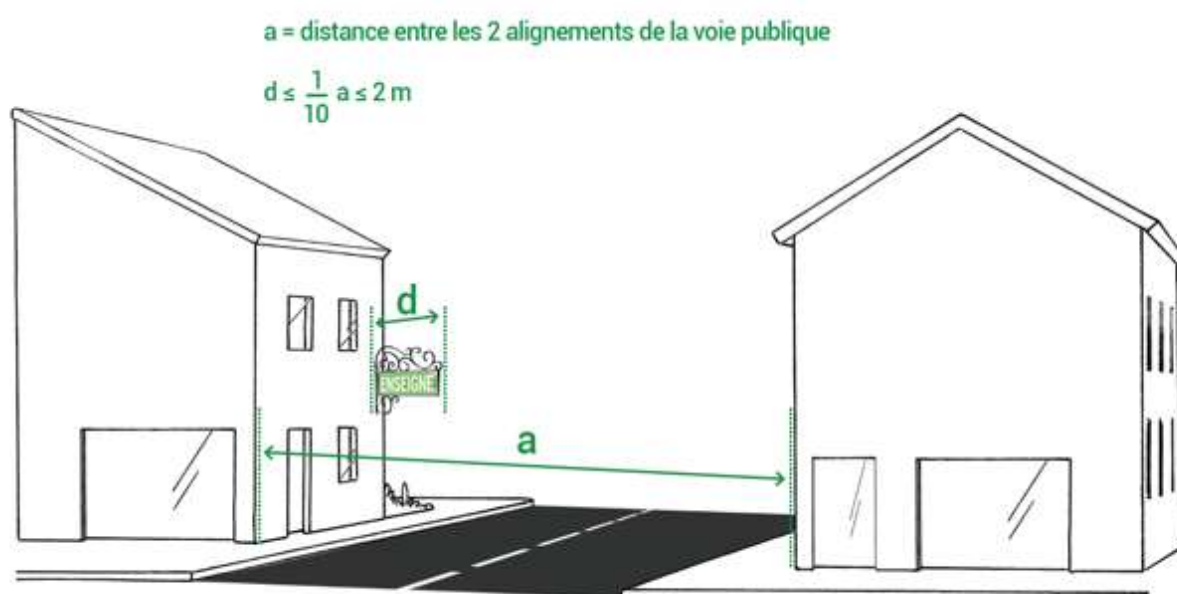 a = distance entre les 2 alignements de la voie publique
d ≤ 1/10 a ≤ 2 m
d
ENSEIGNE
a